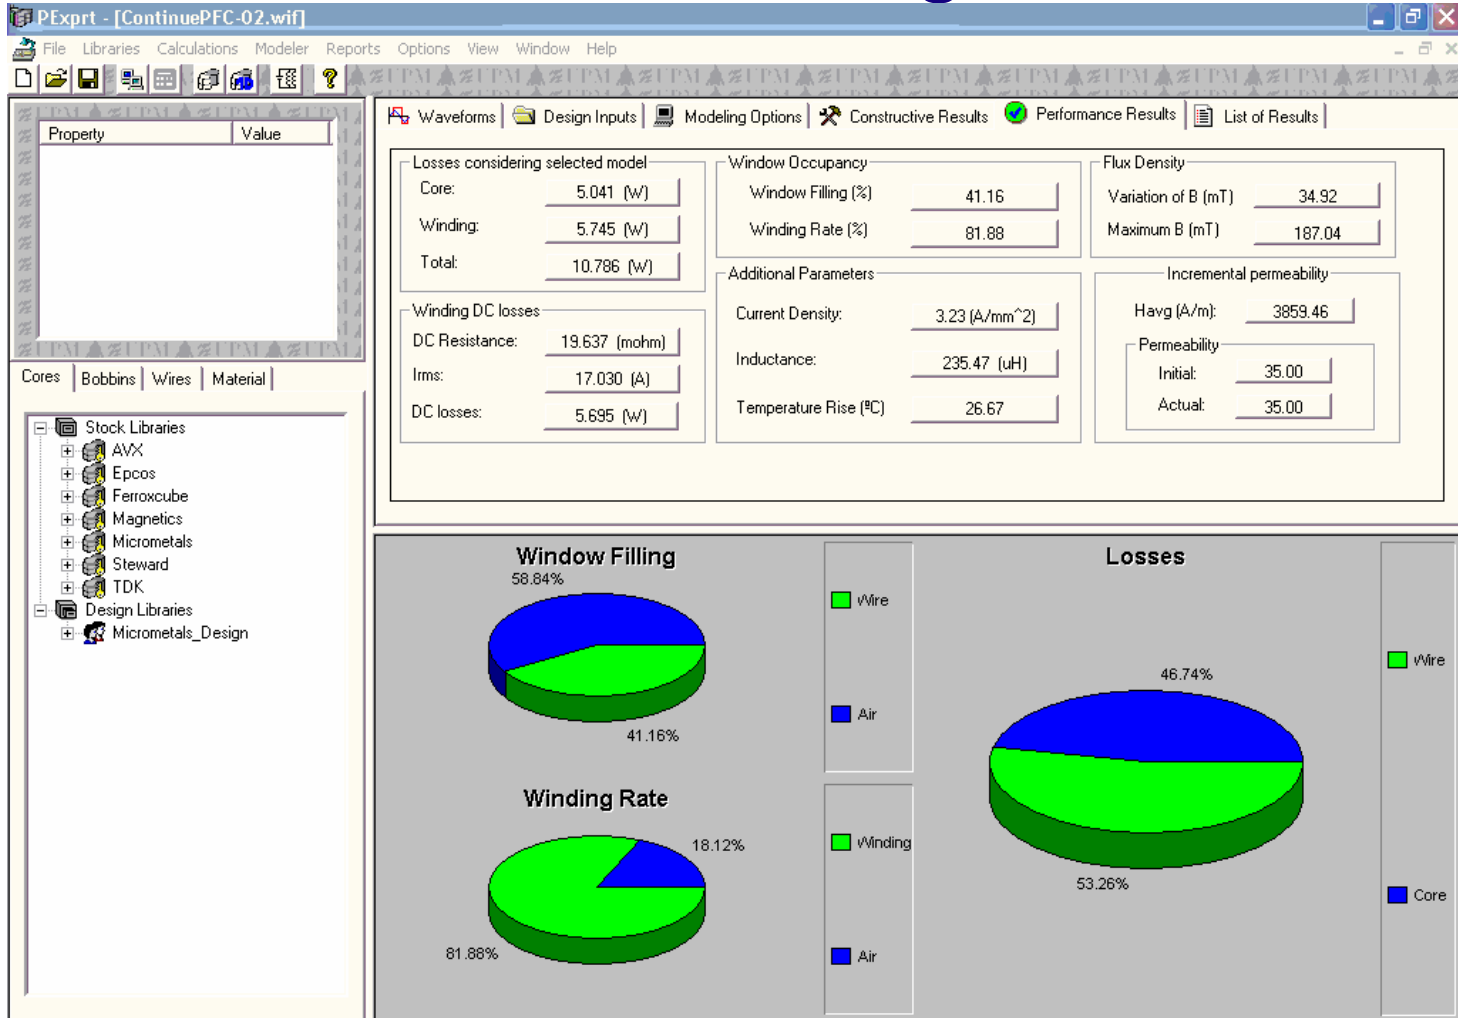 PExprt - [ContinuePFC-02.wif]
File Libraries Calculations Modeler Reports Options View Window Help
Property Value
Waveforms Design Inputs Modeling Options Constructive Results Performance Results List of Results
Losses considering selected model
Core: 5.041 (W)
Winding: 5.745 (W)
Total: 10.786 (W)
Winding DC losses
DC Resistance: 19.637 (mohm)
Irms: 17.030 (A)
DC losses: 5.695 (W)
Window Occupancy
Window Filling (%) 41.16
Winding Rate (%) 81.88
Additional Parameters
Current Density: 3.23 (A/mm^2)
Inductance: 235.47 (uH)
Temperature Rise (ºC) 26.67
Flux Density
Variation of B (mT) 34.92
Maximum B (mT) 187.04
Incremental permeability
Havg (A/m): 3859.46
Permeability
Initial: 35.00
Actual: 35.00
Cores Bobbins Wires Material
Stock Libraries
AVX
Epcos
Ferroxcube
Magnetics
Micrometals
Steward
TDK
Design Libraries
Micrometals_Design
Window Filling
58.84%
41.16%
Wire
Air
Winding Rate
18.12%
81.88%
Winding
Air
Losses
46.74%
53.26%
Wire
Core